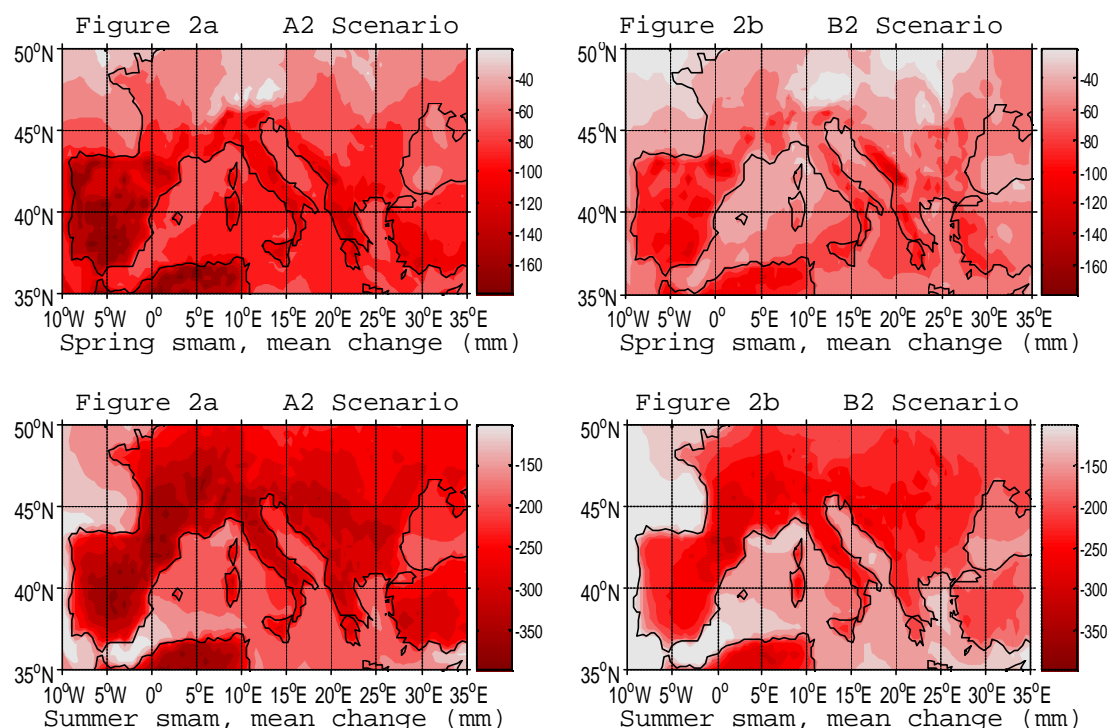 Figure 2a A2 Scenario
50°N
45°N
40°N
35°N
10°W 5°W 0° 5°E 10°E 15°E 20°E 25°E 30°E 35°E
-40
-60
-80
-100
-120
-140
-160
Spring smam, mean change (mm)
Figure 2b B2 Scenario
50°N
45°N
40°N
35°N
10°W 5°W 0° 5°E 10°E 15°E 20°E 25°E 30°E 35°E
-40
-60
-80
-100
-120
-140
-160
Spring smam, mean change (mm)
Figure 2a A2 Scenario
50°N
45°N
40°N
35°N
10°W 5°W 0° 5°E 10°E 15°E 20°E 25°E 30°E 35°E
-150
-200
-250
-300
-350
Summer smam, mean change (mm)
Figure 2b B2 Scenario
50°N
45°N
40°N
35°N
10°W 5°W 0° 5°E 10°E 15°E 20°E 25°E 30°E 35°E
-150
-200
-250
-300
-350
Summer smam, mean change (mm)